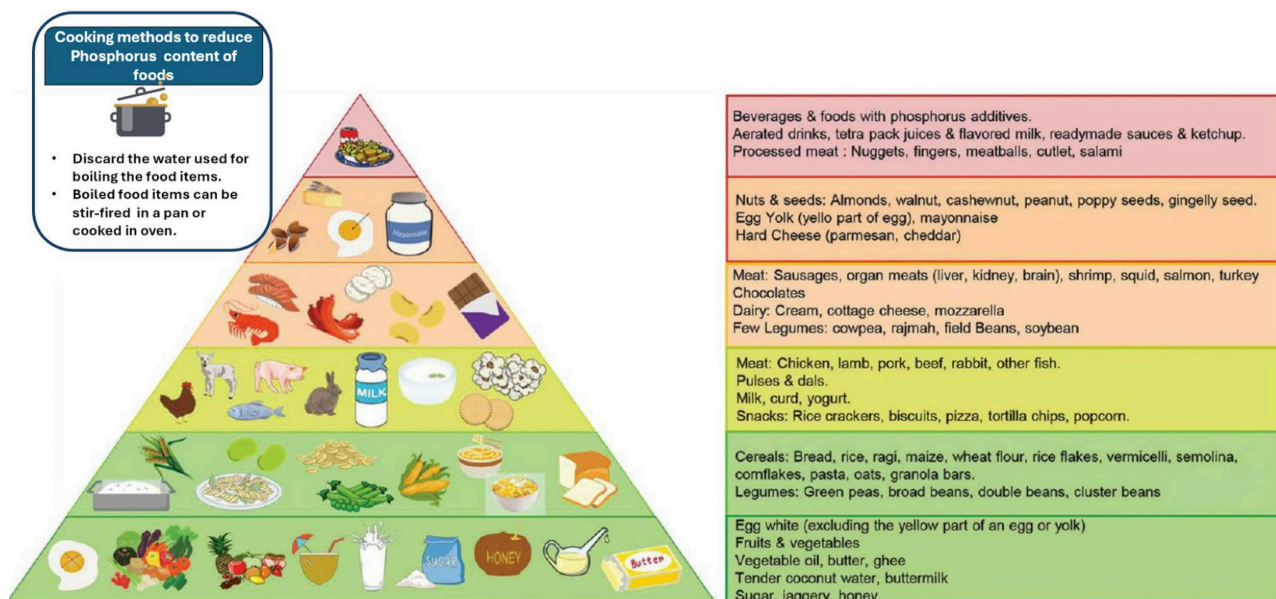 Cooking methods to reduce
Phosphorus content of
foods
• Discard the water used for
boiling the food items.
• Boiled food items can be
stir-fired in a pan or
cooked in oven.
Mayonnaise
MILK
SUGAR
HONEY
Butter
Beverages & foods with phosphorus additives.
Aerated drinks, tetra pack juices & flavored milk, readymade sauces & ketchup.
Processed meat : Nuggets, fingers, meatballs, cutlet, salami
Nuts & seeds: Almonds, walnut, cashewnut, peanut, poppy seeds, gingelly seed.
Egg Yolk (yello part of egg), mayonnaise
Hard Cheese (parmesan, cheddar)
Meat: Sausages, organ meats (liver, kidney, brain), shrimp, squid, salmon, turkey
Chocolates
Dairy: Cream, cottage cheese, mozzarella
Few Legumes: cowpea, rajmah, field Beans, soybean
Meat: Chicken, lamb, pork, beef, rabbit, other fish.
Pulses & dals.
Milk, curd, yogurt.
Snacks: Rice crackers, biscuits, pizza, tortilla chips, popcorn.
Cereals: Bread, rice, ragi, maize, wheat flour, rice flakes, vermicelli, semolina,
cornflakes, pasta, oats, granola bars.
Legumes: Green peas, broad beans, double beans, cluster beans
Egg white (excluding the yellow part of an egg or yolk)
Fruits & vegetables
Vegetable oil, butter, ghee
Tender coconut water, buttermilk
Sugar, jaggery, honey